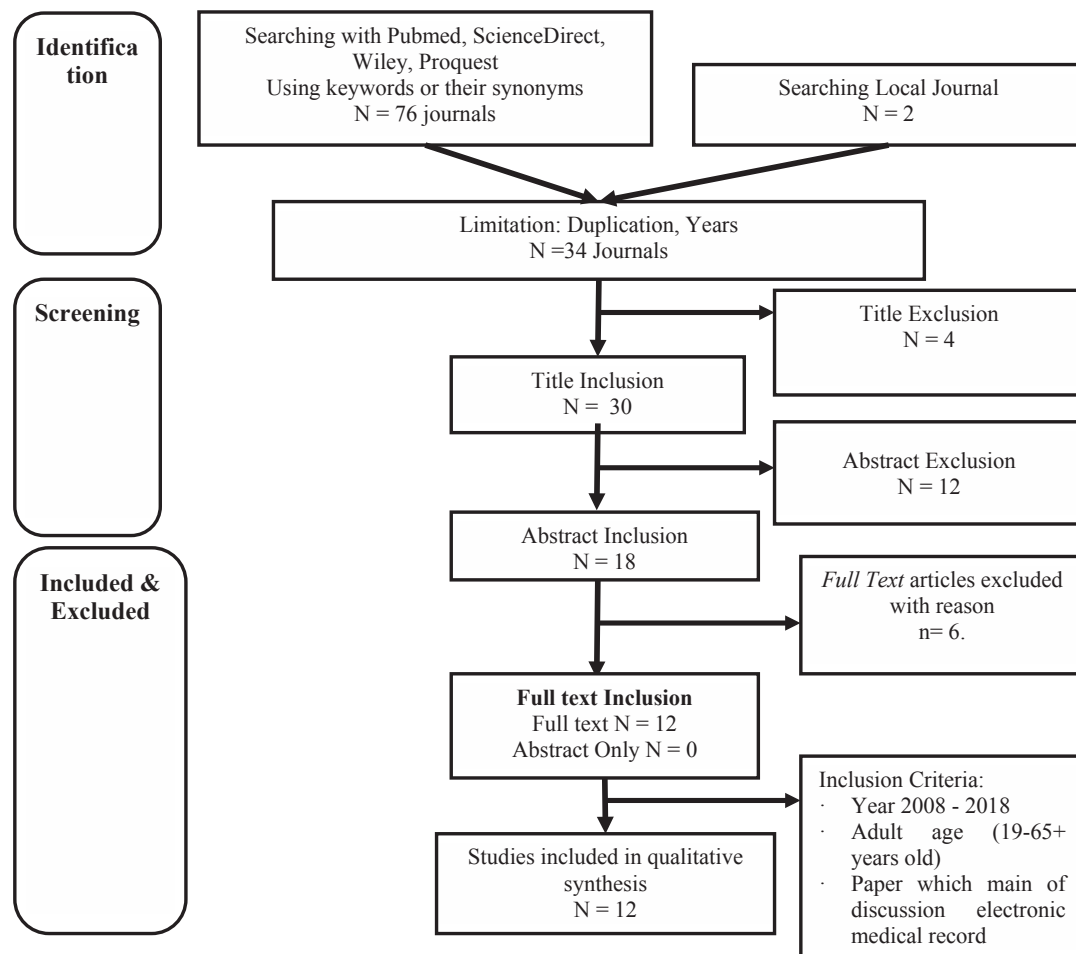 Identifica
tion
Searching with Pubmed, ScienceDirect,
Wiley, Proquest
Using keywords or their synonyms
N = 76 journals
Searching Local Journal
N = 2
Limitation: Duplication, Years
N =34 Journals
Screening
Title Exclusion
N = 4
Title Inclusion
N = 30
Abstract Exclusion
N = 12
Abstract Inclusion
N = 18
Included &
Excluded
Full Text articles excluded
with reason
n= 6.
Full text Inclusion
Full text N = 12
Abstract Only N = 0
Inclusion Criteria:
· Year 2008 - 2018
· Adult age (19-65+
years old)
· Paper which main of
discussion electronic
medical record
Studies included in qualitative
synthesis
N = 12